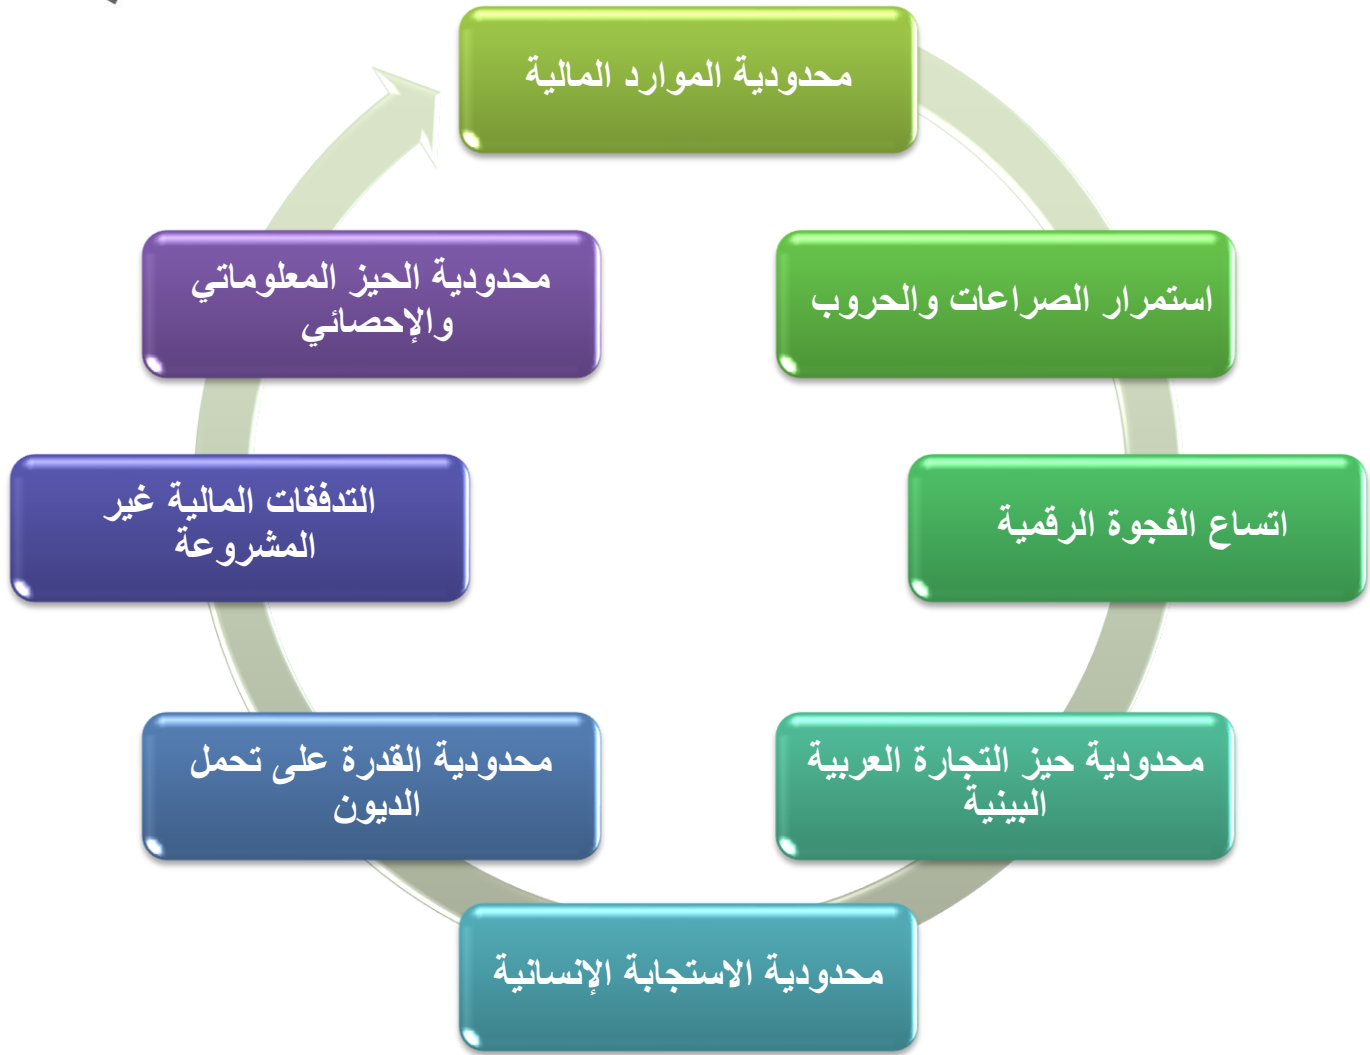 محدودية الموارد المالية
استمرار الصراعات والحروب
اتساع الفجوة الرقمية
محدودية حيز التجارة العربية
البينية
محدودية الاستجابة الإنسانية
محدودية القدرة على تحمل
الديون
التدفقات المالية غير
المشروعة
محدودية الحيز المعلوماتي
والإحصائي